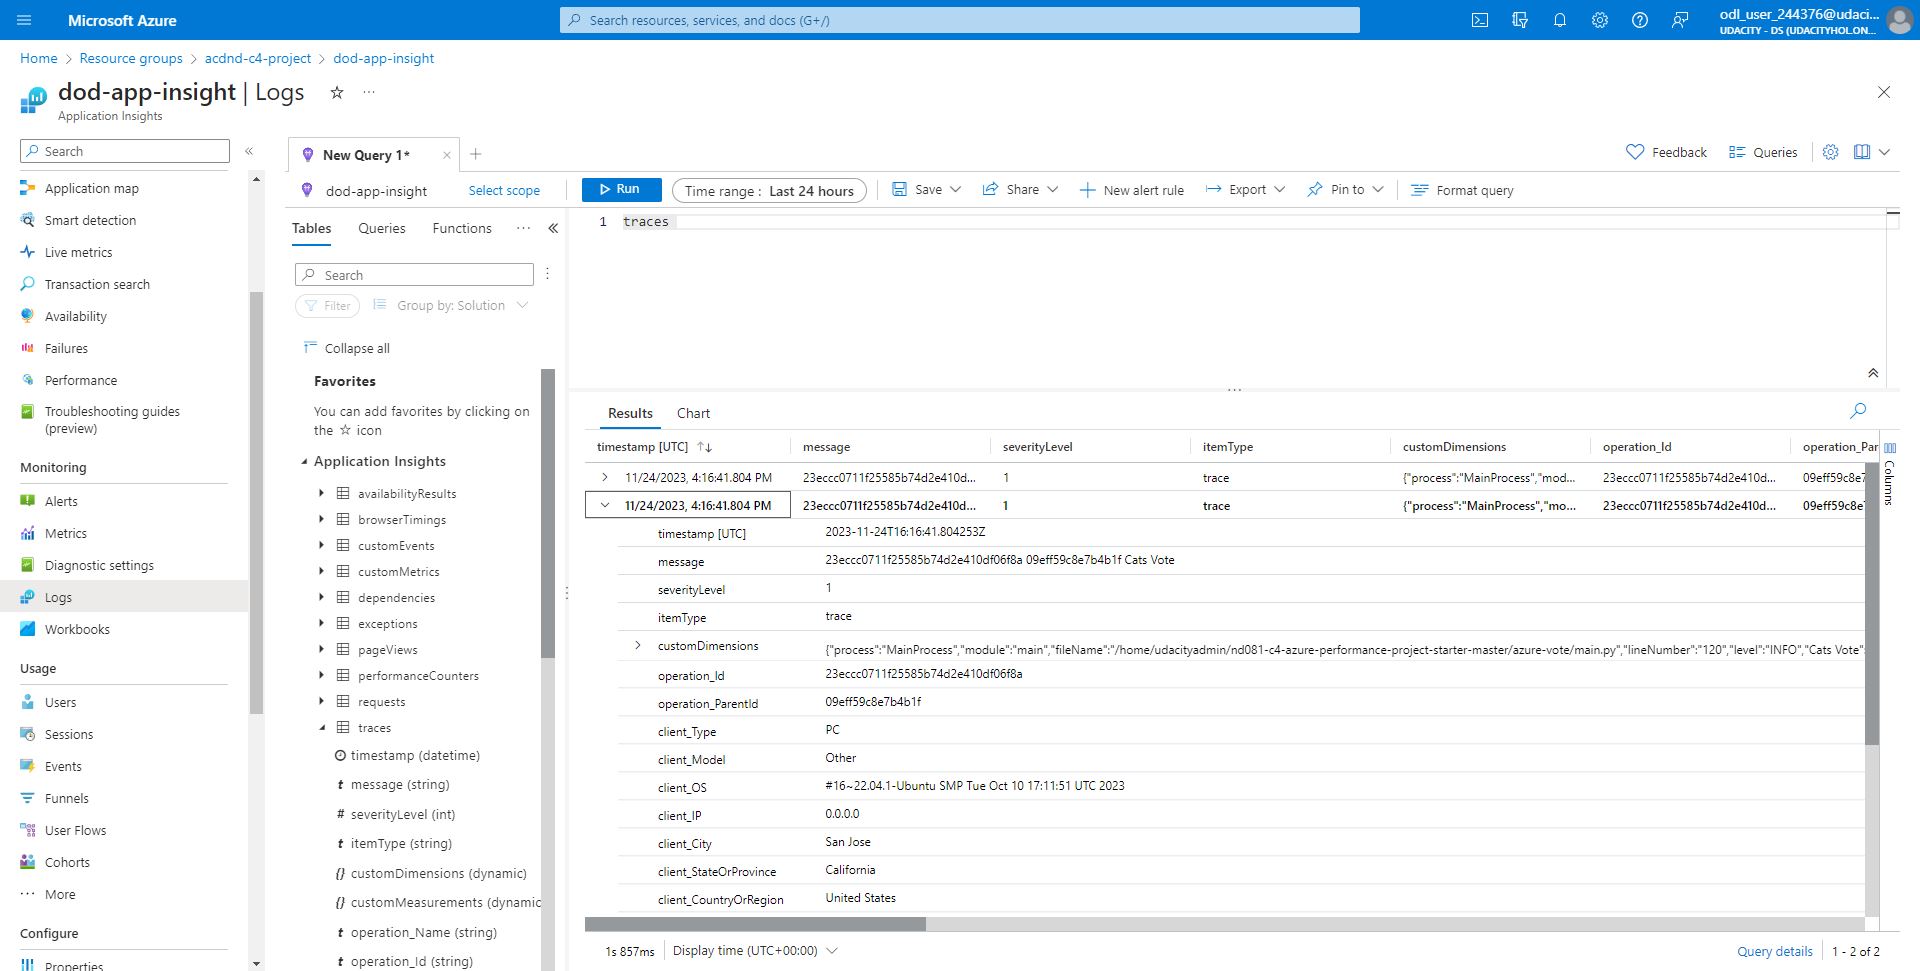 Microsoft Azure
Search resources, services, and docs (G+/)
odl_user_244376@udaci...
UDACITY - DS (UDACITYHOL.ON...
Home > Resource groups > acdnd-c4-project > dod-app-insight
dod-app-insight | Logs ☆ ...
Application Insights
Search «
Application map
Smart detection
Live metrics
Transaction search
Availability
Failures
Performance
Troubleshooting guides
(preview)
Monitoring
Alerts
Metrics
Diagnostic settings
Logs
Workbooks
Usage
Users
Sessions
Events
Funnels
User Flows
Cohorts
... More
Configure
Properties
New Query 1* × +
Feedback Queries
dod-app-insight Select scope
Run Time range : Last 24 hours Save Share New alert rule Export Pin to Format query
Tables Queries Functions ... «
Search
Filter Group by: Solution
Collapse all
Favorites
You can add favorites by clicking on
the ☆ icon
Application Insights
availabilityResults
browserTimings
customEvents
customMetrics
dependencies
exceptions
pageViews
performanceCounters
requests
traces
timestamp (datetime)
t message (string)
# severityLevel (int)
t itemType (string)
{} customDimensions (dynamic)
{} customMeasurements (dynamic
t operation_Name (string)
t operation_Id (string)
1 traces
Results Chart
timestamp [UTC] ↑↓ message severityLevel itemType customDimensions operation_Id operation_Par
11/24/2023, 4:16:41.804 PM 23eccc0711f25585b74d2e410d... 1 trace {"process":"MainProcess","mod... 23eccc0711f25585b74d2e410d... 09eff59c8e7
11/24/2023, 4:16:41.804 PM 23eccc0711f25585b74d2e410d... 1 trace {"process":"MainProcess","mo... 23eccc0711f25585b74d2e410d... 09eff59c8e7
timestamp [UTC] 2023-11-24T16:16:41.804253Z
message 23eccc0711f25585b74d2e410df06f8a 09eff59c8e7b4b1f Cats Vote
severityLevel 1
itemType trace
customDimensions {"process":"MainProcess","module":"main","fileName":"/home/udacityadmin/nd081-c4-azure-performance-project-starter-master/azure-vote/main.py","lineNumber":"120","level":"INFO","Cats Vote":
operation_Id 23eccc0711f25585b74d2e410df06f8a
operation_ParentId 09eff59c8e7b4b1f
client_Type PC
client_Model Other
client_OS #16~22.04.1-Ubuntu SMP Tue Oct 10 17:11:51 UTC 2023
client_IP 0.0.0.0
client_City San Jose
client_StateOrProvince California
client_CountryOrRegion United States
Columns
1s 857ms Display time (UTC+00:00) Query details 1 - 2 of 2